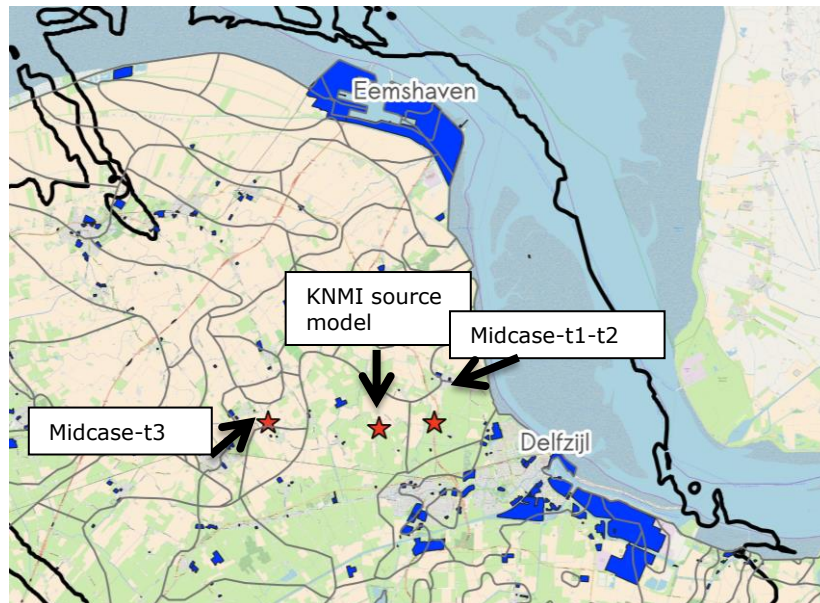 Eemshaven
KNMI source
model
Midcase-t1-t2
Midcase-t3
Delfzijl